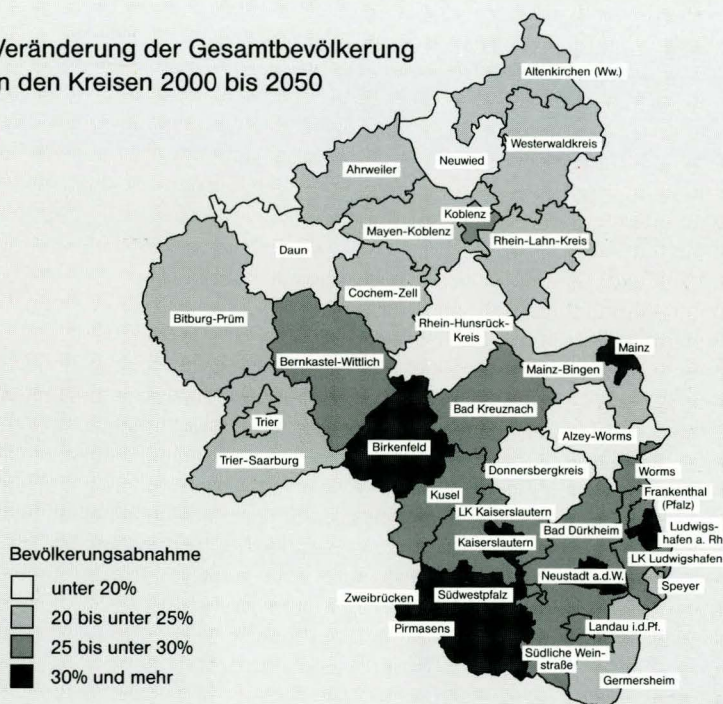 Veränderung der Gesamtbevölkerung
n den Kreisen 2000 bis 2050
Altenkirchen (Ww.)
Westerwaldkreis
Neuwied
Ahrweiler
Koblenz
Mayen-Koblenz
Rhein-Lahn-Kreis
Daun
Cochem-Zell
Bitburg-Prüm
Rhein-Hunsrück-
Kreis
Mainz
Bernkastel-Wittlich
Mainz-Bingen
Bad Kreuznach
Trier
Alzey-Worms
Birkenfeld
Trier-Saarburg
Donnersbergkreis
Worms
Kusel
Frankenthal
(Pfalz)
LK Kaiserslautern
Bad Dürkheim
Ludwigs-
hafen a. Rh
Kaiserslautern
LK Ludwigshafen
Neustadt a.d.W.
Speyer
Zweibrücken
Südwestpfalz
Pirmasens
Landau i.d.Pf.
Südliche Wein-
straße
Germersheim
Bevölkerungsabnahme
unter 20%
20 bis unter 25%
25 bis unter 30%
30% und mehr